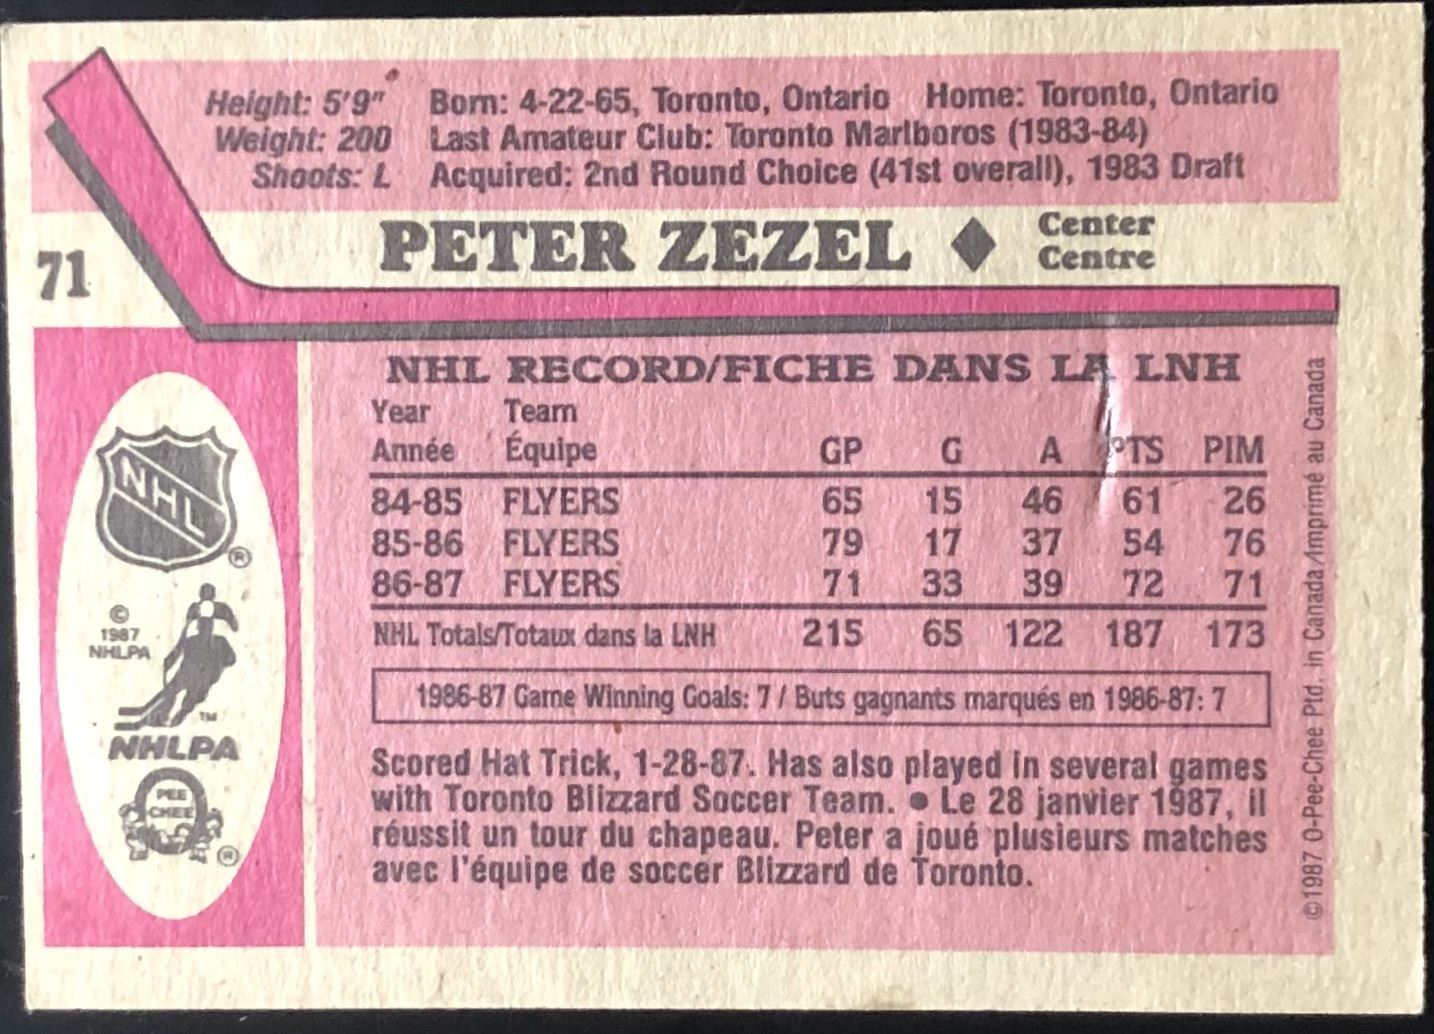 Height: 5'9" Born: 4-22-65, Toronto, Ontario Home: Toronto, Ontario
Weight: 200 Last Amateur Club: Toronto Marlboros (1983-84)
Shoots: L Acquired: 2nd Round Choice (41st overall), 1983 Draft
71
PETER ZEZEL ♦ Center
Centre
NHL RECORD/FICHE DANS LA LNH
Year Team
Année Équipe GP G A PTS PIM
84-85 FLYERS 65 15 46 61 26
85-86 FLYERS 79 17 37 54 76
86-87 FLYERS 71 33 39 72 71
NHL Totals/Totaux dans la LNH 215 65 122 187 173
1986-87 Game Winning Goals: 7 / Buts gagnants marqués en 1986-87: 7
Scored Hat Trick, 1-28-87. Has also played in several games
with Toronto Blizzard Soccer Team. ● Le 28 janvier 1987, il
réussit un tour du chapeau. Peter a joué plusieurs matches
avec l'équipe de soccer Blizzard de Toronto.
NHL
®
©
1987
NHLPA
TM
NHLPA
O
PEE
CHEE
®
©1987 O-Pee-Chee Ptd. in Canada/Imprimé au Canada